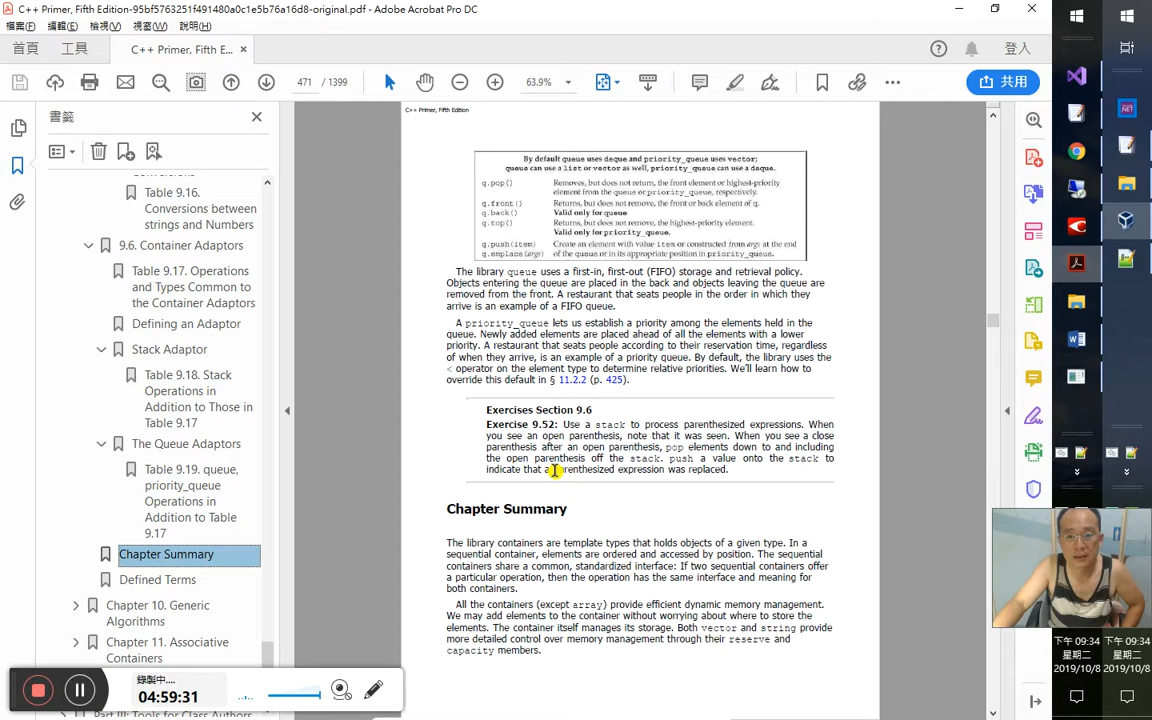 C++ Primer, Fifth Edition-95bf5763251f71480a0c1e5b76a16d8-original.pdf - Adobe Acrobat Pro DC
檔案(F) 編輯(E) 檢視(V) 視窗(W) 說明(H)
首頁 工具 C++ Primer, Fifth E... × 登入
471 / 1399 63.9% 共用
書籤
Table 9.16.
Conversions between
strings and Numbers
9.6. Container Adaptors
Table 9.17. Operations
and Types Common to
the Container Adaptors
Defining an Adaptor
Stack Adaptor
Table 9.18. Stack
Operations in
Addition to Those in
Table 9.17
The Queue Adaptors
Table 9.19. queue,
priority_queue
Operations in
Addition to Table
9.17
Chapter Summary
Defined Terms
Chapter 10. Generic
Algorithms
Chapter 11. Associative
Containers
Part III: Tools for Class Authors
C++ Primer, Fifth Edition
By default queue uses deque and priority_queue uses vector;
queue can use a list or vector as well, priority_queue can use a deque.
q.pop() Removes, but does not return, the front element or highest-priority
element from the queue or priority_queue, respectively.
q.front() Returns, but does not remove, the front or back element of q.
q.back() Valid only for queue
q.top() Returns, but does not remove, the highest-priority element.
Valid only for priority_queue.
q.push(item) Create an element with value item or constructed from args at the end
q.emplace(args) of the queue or in its appropriate position in priority_queue.
The library queue uses a first-in, first-out (FIFO) storage and retrieval policy.
Objects entering the queue are placed in the back and objects leaving the queue are
removed from the front. A restaurant that seats people in the order in which they
arrive is an example of a FIFO queue.
A priority_queue lets us establish a priority among the elements held in the
queue. Newly added elements are placed ahead of all the elements with a lower
priority. A restaurant that seats people according to their reservation time, regardless
of when they arrive, is an example of a priority queue. By default, the library uses the
< operator on the element type to determine relative priorities. We'll learn how to
override this default in § 11.2.2 (p. 425).
Exercises Section 9.6
Exercise 9.52: Use a stack to process parenthesized expressions. When
you see an open parenthesis, note that it was seen. When you see a close
parenthesis after an open parenthesis, pop elements down to and including
the open parenthesis off the stack. push a value onto the stack to
indicate that a renthesized expression was replaced.
Chapter Summary
The library containers are template types that holds objects of a given type. In a
sequential container, elements are ordered and accessed by position. The sequential
containers share a common, standardized interface: If two sequential containers offer
a particular operation, then the operation has the same interface and meaning for
both containers.
All the containers (except array) provide efficient dynamic memory management.
We may add elements to the container without worrying about where to store the
elements. The container itself manages its storage. Both vector and string provide
more detailed control over memory management through their reserve and
capacity members.
錄製中...
04:59:31
下午 09:34
星期二
2019/10/8
下午 09:34
星期二
2019/10/8